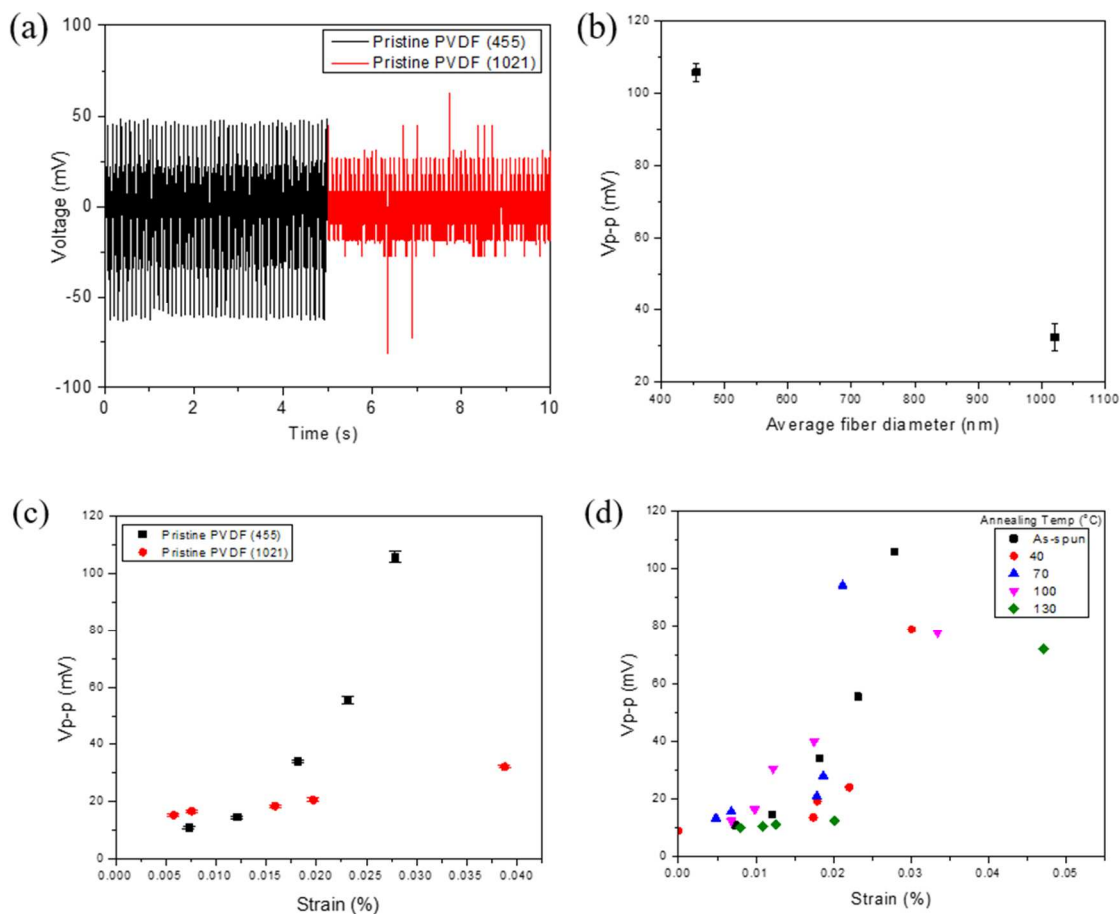 (a)
100
50
0
-50
-100
Voltage (mV)
Pristine PVDF (455)
Pristine PVDF (1021)
0 2 4 6 8 10
Time (s)
(b)
120
100
80
60
40
20
Vp-p (mV)
400 500 600 700 800 900 1000 1100
Average fiber diameter (nm)
(c)
120
100
80
60
40
20
0
Vp-p (mV)
Pristine PVDF (455)
Pristine PVDF (1021)
0.000 0.005 0.010 0.015 0.020 0.025 0.030 0.035 0.040
Strain (%)
(d)
120
100
80
60
40
20
0
Vp-p (mV)
Annealing Temp (°C)
As-spun
40
70
100
130
0.00 0.01 0.02 0.03 0.04 0.05
Strain (%)